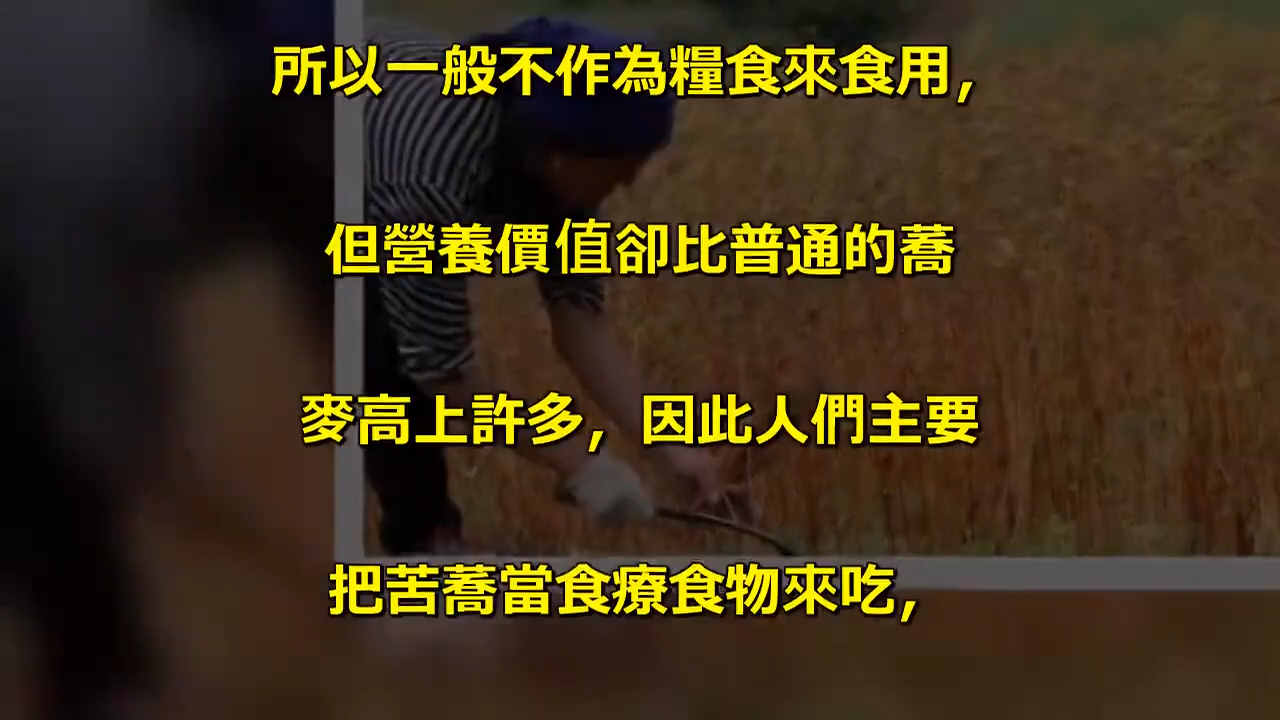 所以一般不作為糧食來食用，
但營養價值卻比普通的蕎
麥高上許多，因此人們主要
把苦蕎當食療食物來吃，